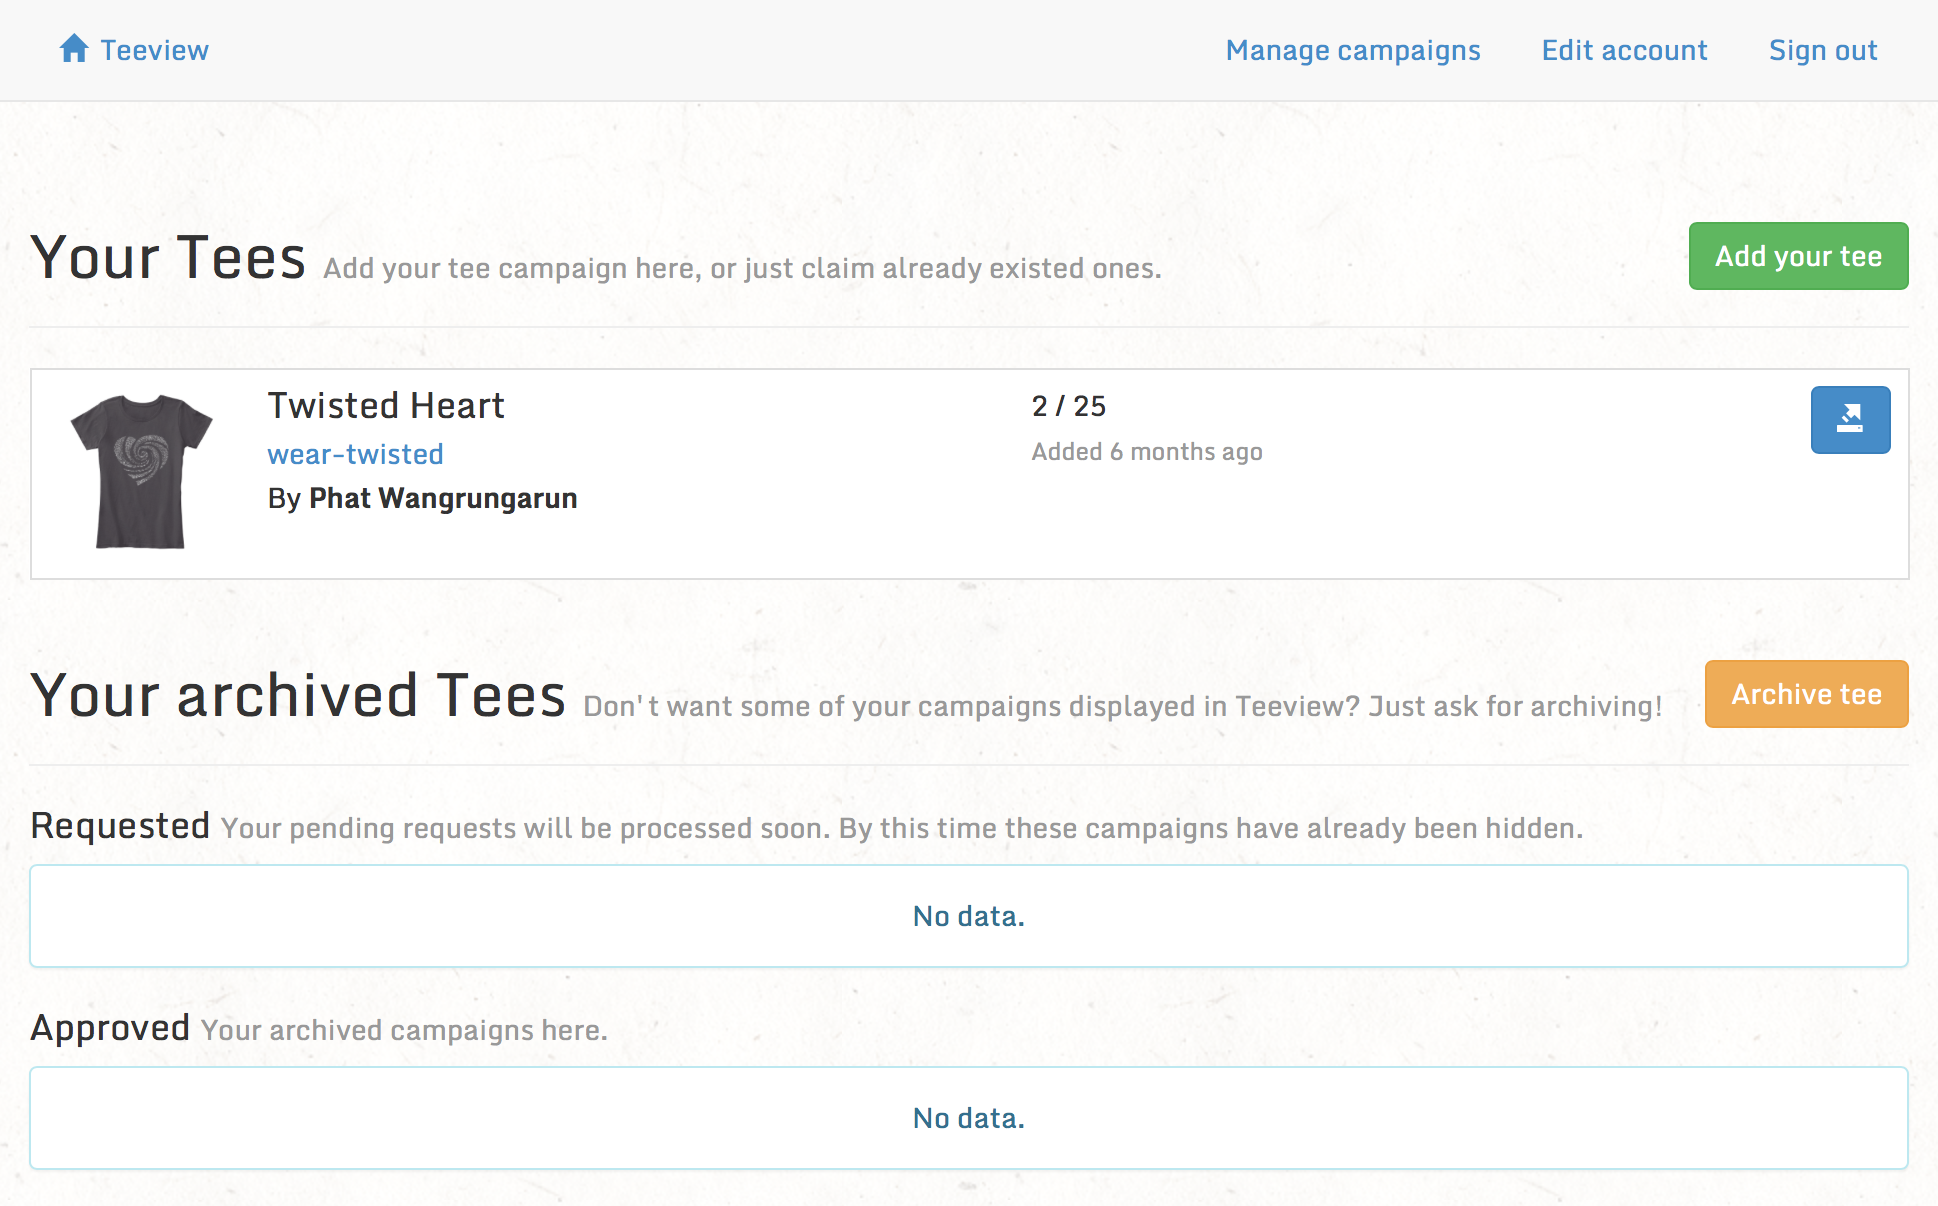 Teeview
Manage campaigns
Edit account
Sign out
Your Tees Add your tee campaign here, or just claim already existed ones.
Add your tee
Twisted Heart
wear-twisted
By Phat Wangrungarun
2 / 25
Added 6 months ago
Your archived Tees Don't want some of your campaigns displayed in Teeview? Just ask for archiving!
Archive tee
Requested Your pending requests will be processed soon. By this time these campaigns have already been hidden.
No data.
Approved Your archived campaigns here.
No data.